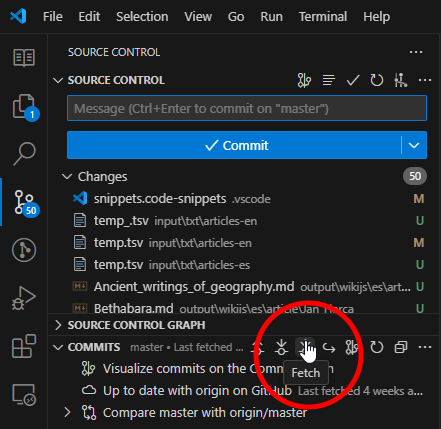 File Edit Selection View Go Run Terminal Help
SOURCE CONTROL
SOURCE CONTROL
Message (Ctrl+Enter to commit on "master")
Commit
1
Changes 50
snippets.code-snippets .vscode M
temp_.tsv input\txt\articles-en U
temp.tsv input\txt\articles-en M
50
temp.tsv input\txt\articles-es U
Ancient_writings_of_geography.md output\wikijs\es\art... U
Bethabara.md output\wikijs\es\article\Jan Herca U
SOURCE CONTROL GRAPH
COMMITS master • Last fetched ...
Visualize commits on the
Fetch
Up to date with origin on GitHub Last fetched 4 weeks a...
Compare master with origin/master